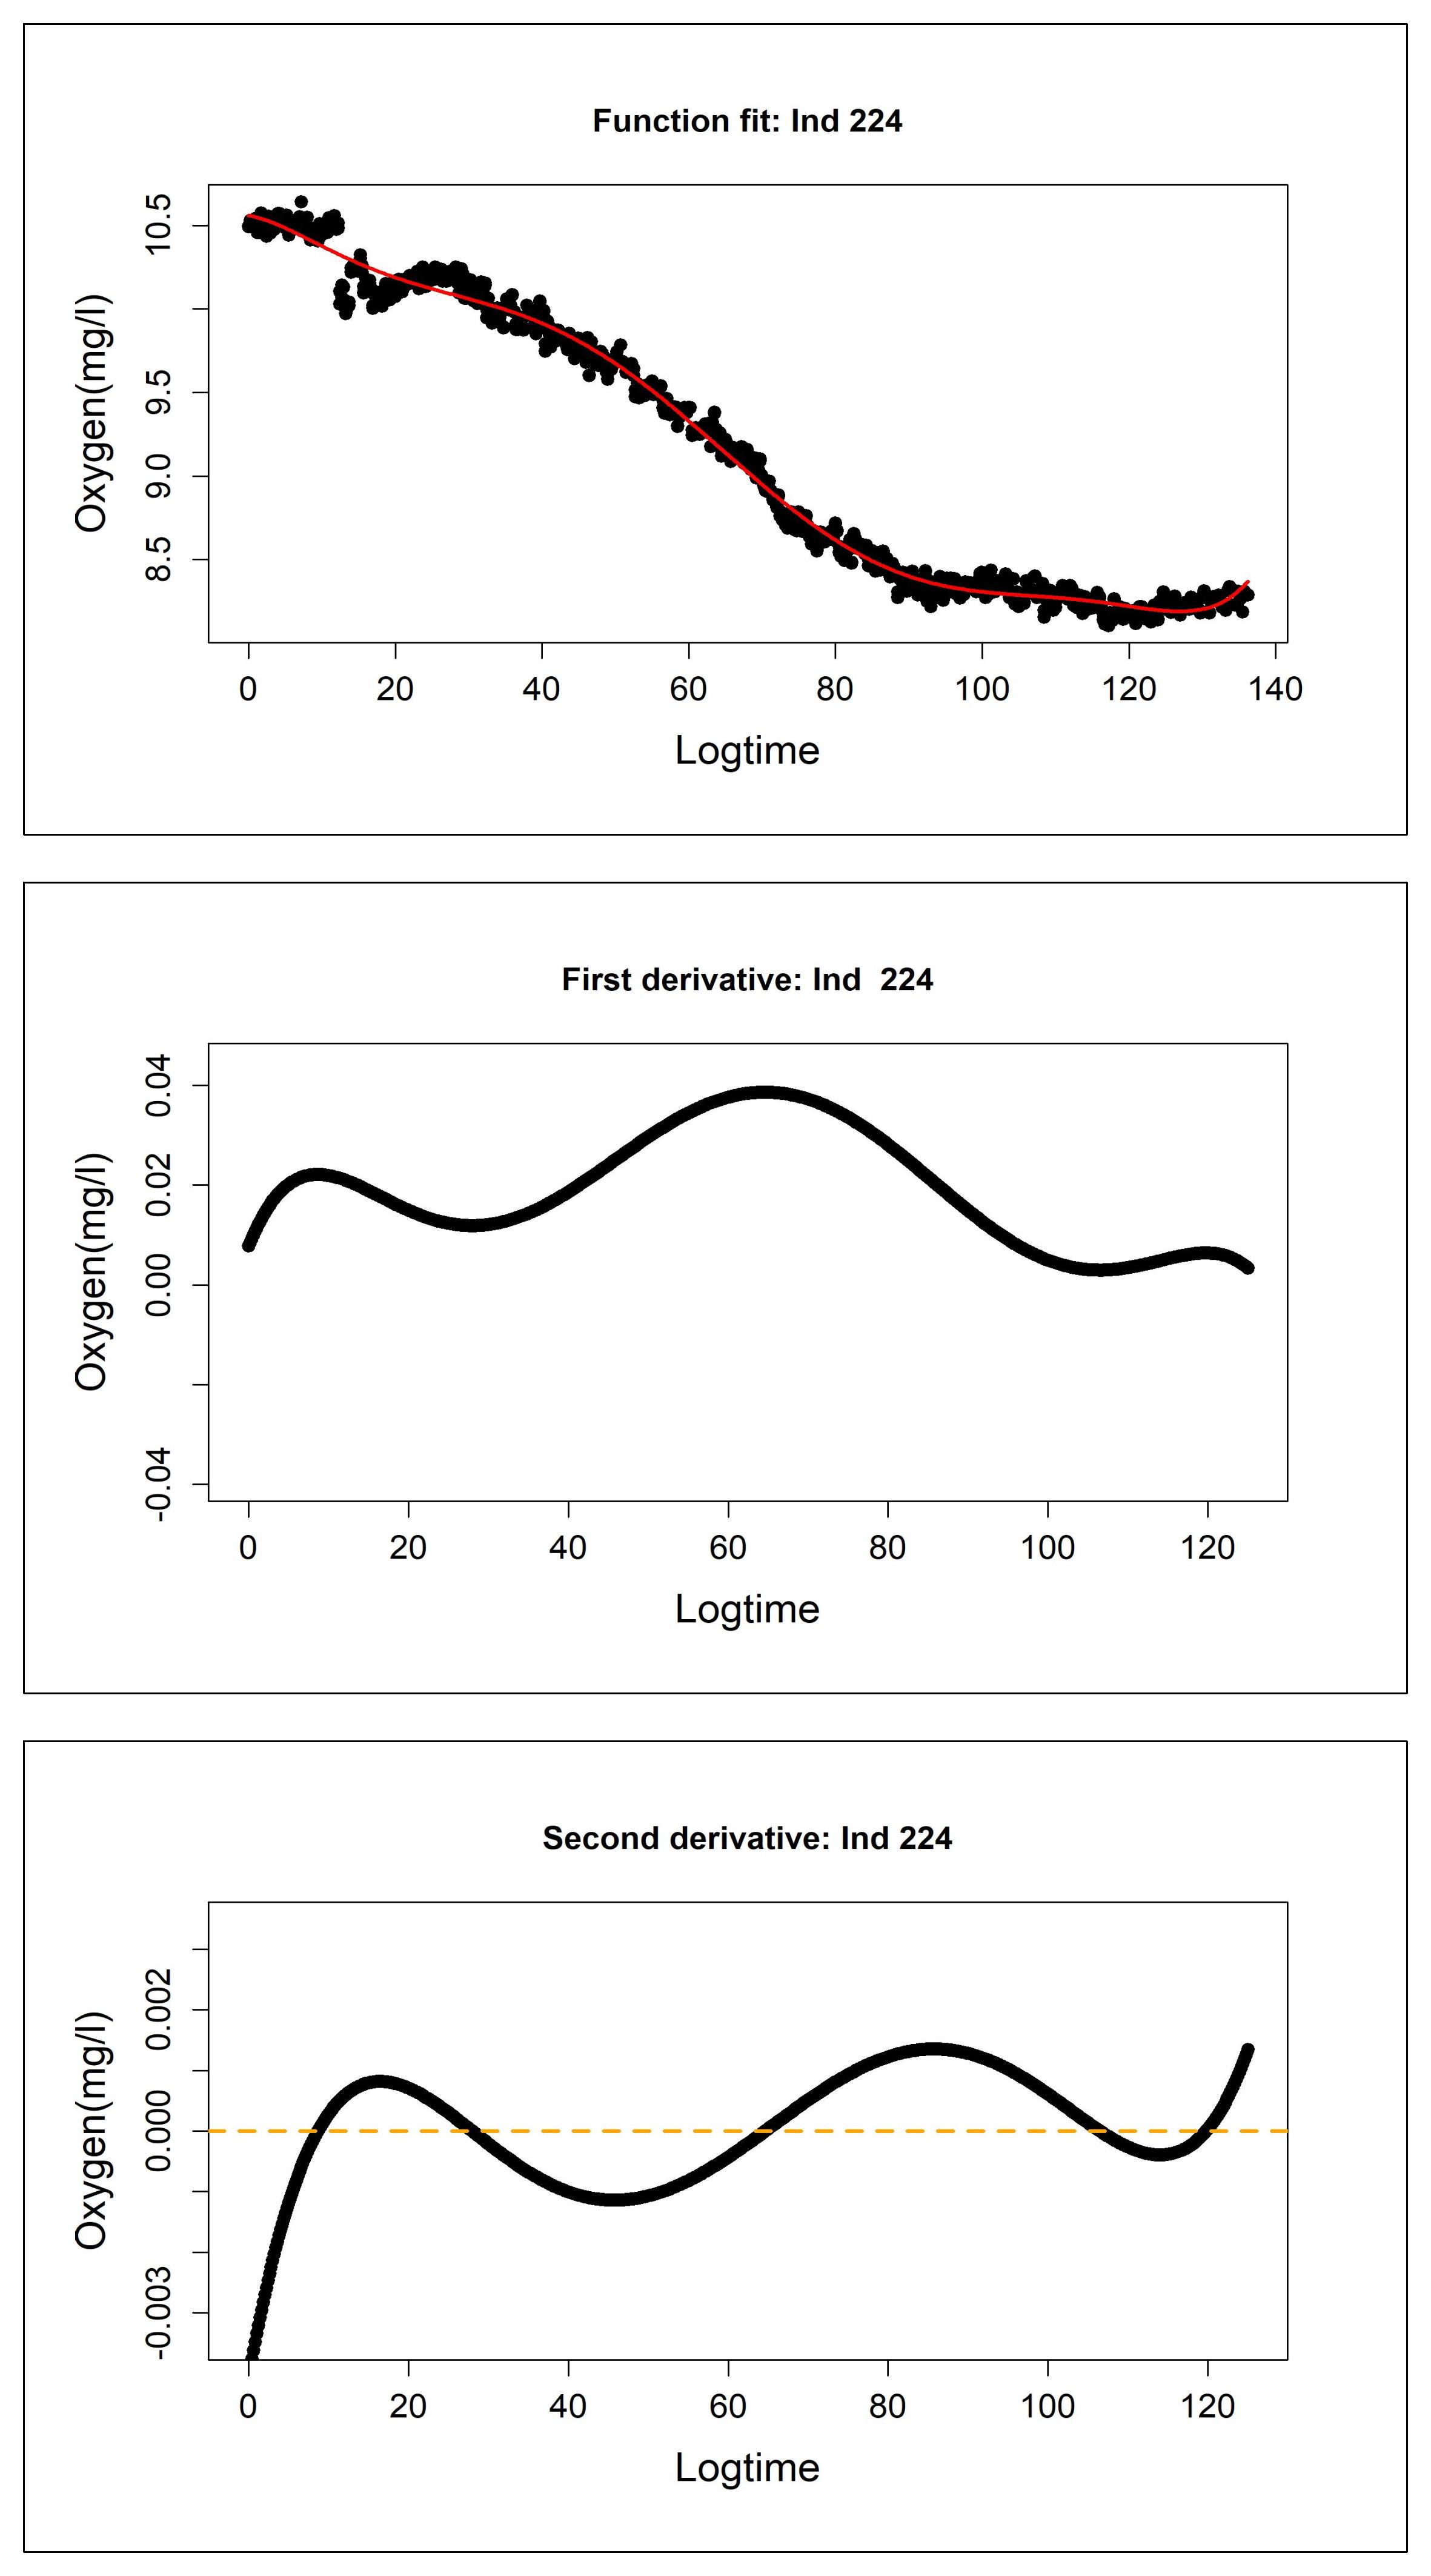 Function fit: Ind 224
Oxygen(mg/l)
10.5
9.5
9.0
8.5
0 20 40 60 80 100 120 140
Logtime
First derivative: Ind  224
Oxygen(mg/l)
0.04
0.02
0.00
-0.04
0 20 40 60 80 100 120
Logtime
Second derivative: Ind 224
Oxygen(mg/l)
0.002
0.000
-0.003
0 20 40 60 80 100 120
Logtime